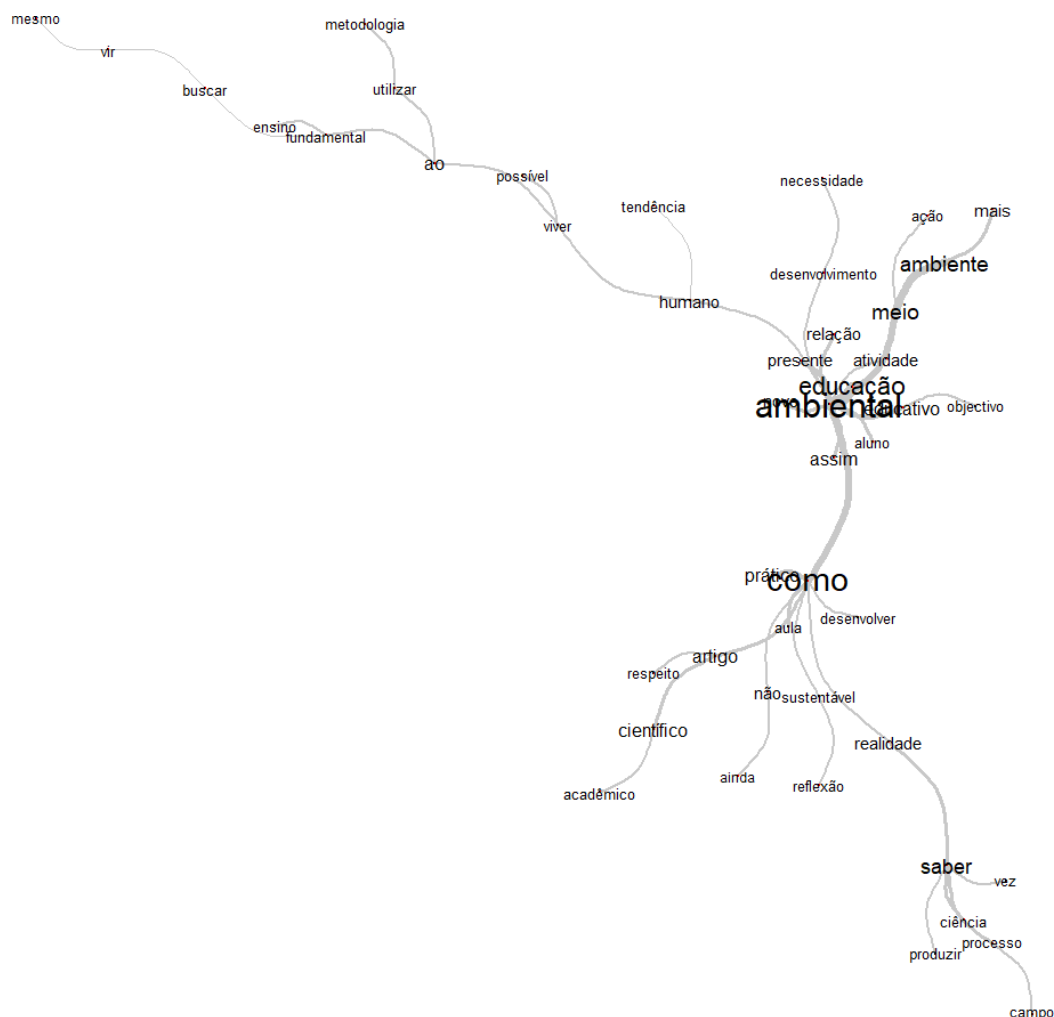 mesmo
metodologia
vir
buscar
utilizar
ensino
fundamental
ao
possível
necessidade
tendência
mais
ação
viver
ambiente
desenvolvimento
humano
meio
relação
presente
atividade
educação
novo
ambiental
educativo
objectivo
aluno
assim
prático
como
desenvolver
aula
artigo
respeito
não
sustentável
científico
realidade
ainda
reflexão
acadêmico
saber
vez
ciência
processo
produzir
campo